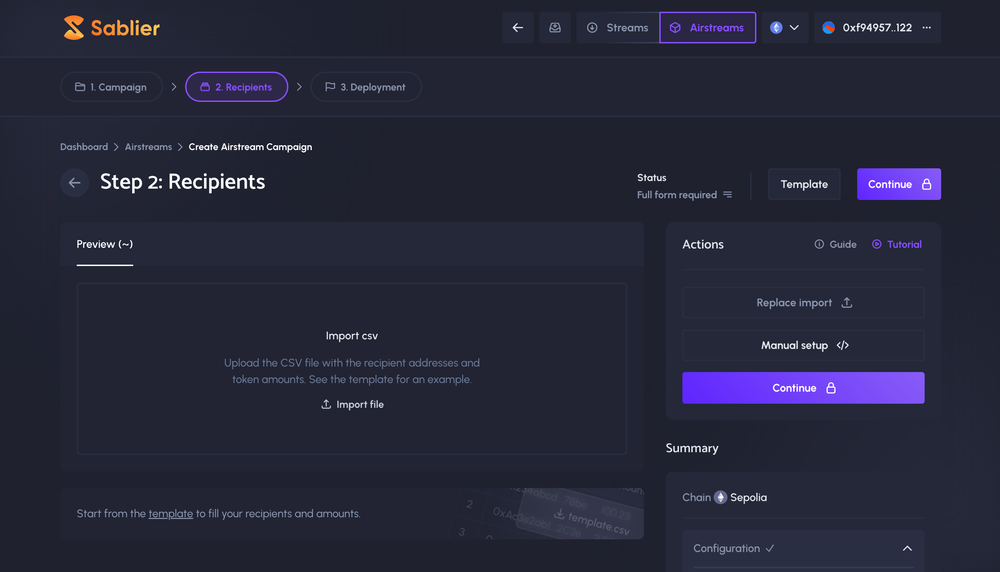 Sablier
Streams
Airstreams
0xf94957..122
1. Campaign
2. Recipients
3. Deployment
Dashboard > Airstreams > Create Airstream Campaign
Step 2: Recipients
Status
Full form required
Template
Continue
Preview (~)
Import csv
Upload the CSV file with the recipient addresses and
token amounts. See the template for an example.
Import file
Start from the template to fill your recipients and amounts.
2
3
template.csv
Actions
Guide
Tutorial
Replace import
Manual setup </>
Continue
Summary
Chain Sepolia
Configuration